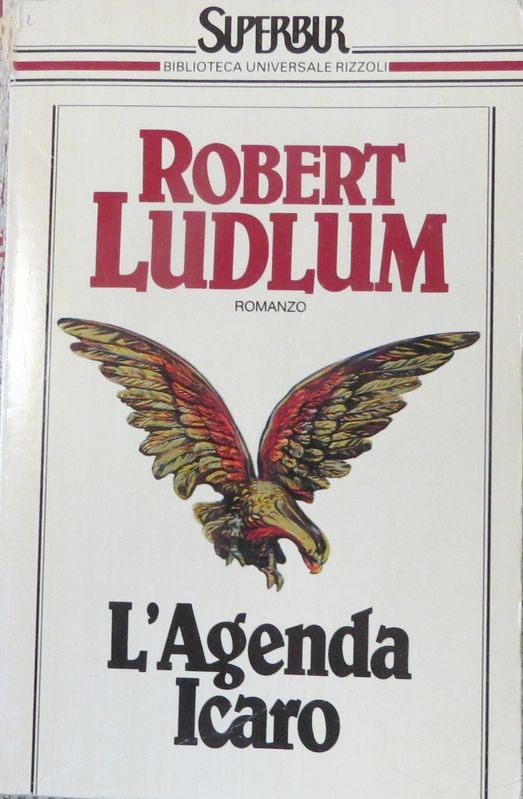 SUPERBUR
BIBLIOTECA UNIVERSALE RIZZOLI
ROBERT
LUDLUM
ROMANZO
L'Agenda
Icaro